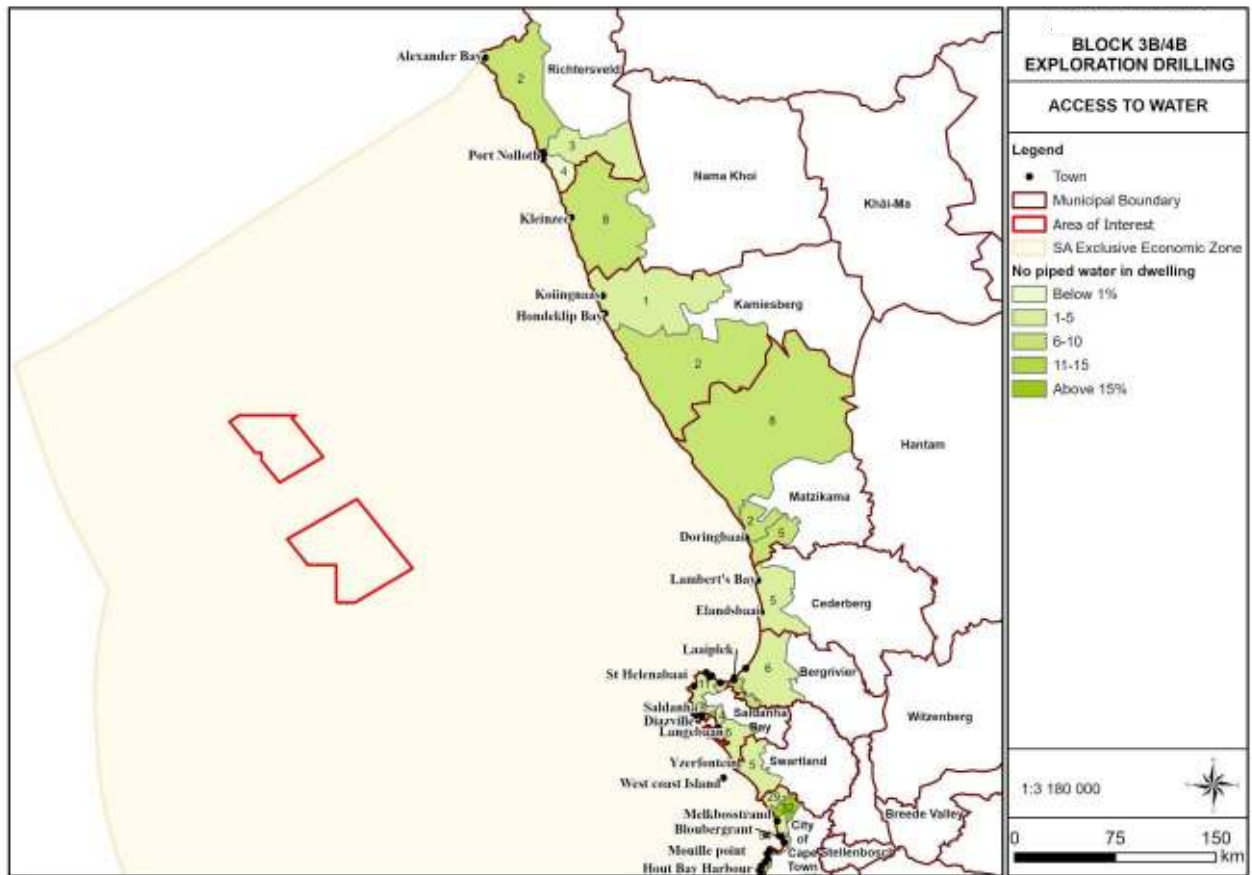 Alexander Bay
2
Richtersveld
Port Nolloth
3
4
Nama Khoi
Khâi-Ma
Kleinzee
8
Koiingnaas
1
Kamiesberg
Hondeklip Bay
2
8
Hantam
Matzikama
2
5
Doringbaai
Lambert's Bay
5
Cederberg
Elandsbaai
Laaiplek
6
Bergrivier
St Helenabaai
11
Saldanha
Saldanha
Bay
Witzenberg
Diazville
Langebaan
6
Yzerfontein
5
Swartland
West coast Island
29
32
Melkbosstrand
Breede Valley
Bloubergrant
City
of
Cape
Town
Mouille point
Stellenbosch
Hout Bay Harbour
BLOCK 3B/4B
EXPLORATION DRILLING
ACCESS TO WATER
Legend
Town
Municipal Boundary
Area of Interest
SA Exclusive Economic Zone
No piped water in dwelling
Below 1%
1-5
6-10
11-15
Above 15%
1:3 180 000
0 75 150
km